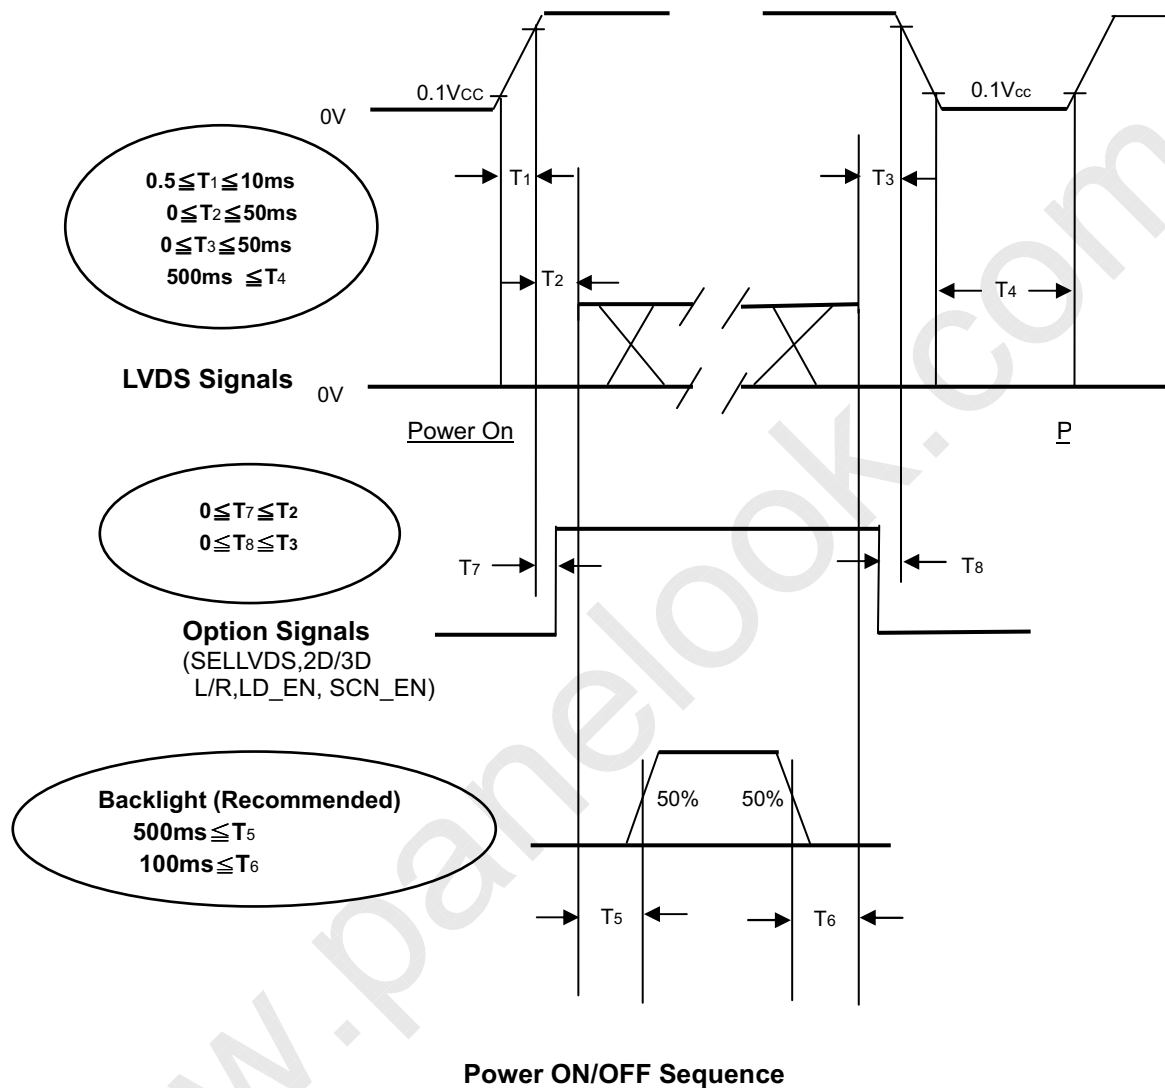 0.1VCC
0.1Vcc
0V
0.5≦T1≦10ms
0≦T2≦50ms
0≦T3≦50ms
500ms ≦T4
T1
T3
T2
T4
LVDS Signals
0V
Power On
P
0≦T7≦T2
0≦T8≦T3
T7
T8
Option Signals
(SELLVDS,2D/3D
L/R,LD_EN, SCN_EN)
Backlight (Recommended)
500ms≦T5
100ms≦T6
50%
50%
T5
T6
Power ON/OFF Sequence
w.panelook.com